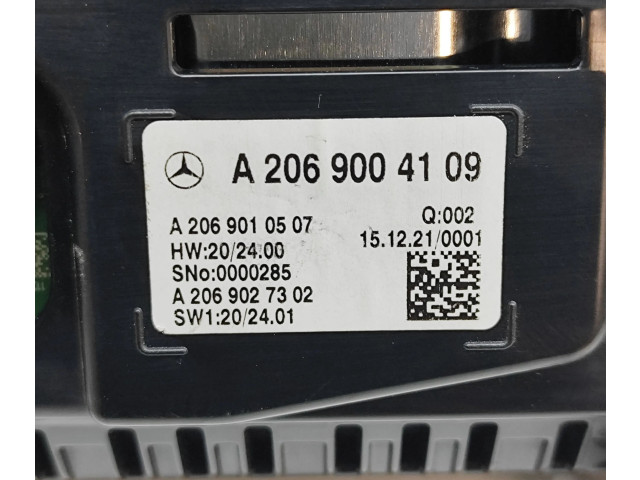 A 206 900 41 09
A 206 901 05 07
HW:20/24.00
SNo:0000285
A 206 902 73 02
SW1:20/24.01
Q:002
15.12.21/0001